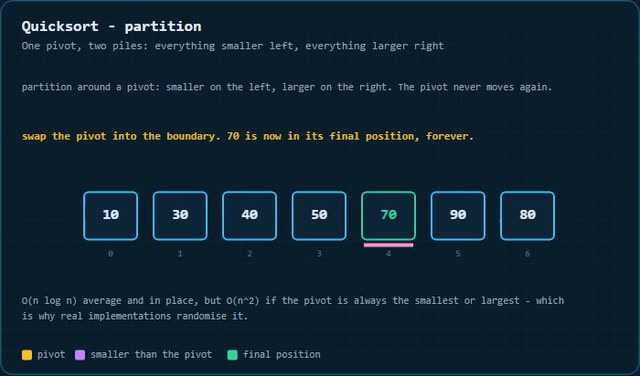 Quicksort - partition
One pivot, two piles: everything smaller left, everything larger right
partition around a pivot: smaller on the left, larger on the right. The pivot never moves again.
swap the pivot into the boundary. 70 is now in its final position, forever.
10 30 40 50 70 90 80
0 1 2 3 4 5 6
O(n log n) average and in place, but O(n^2) if the pivot is always the smallest or largest - which
is why real implementations randomise it.
pivot smaller than the pivot final position